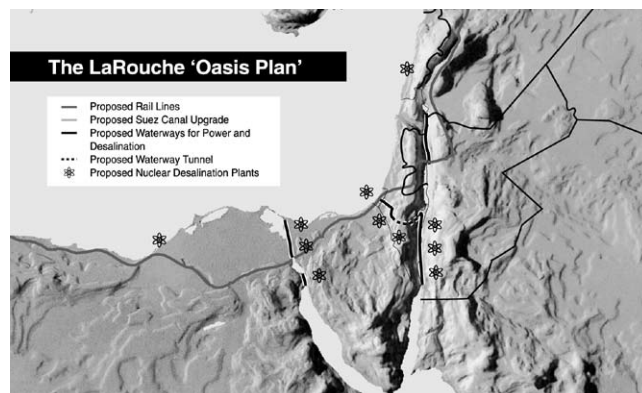 The LaRouche ‘Oasis Plan’
Proposed Rail Lines
Proposed Suez Canal Upgrade
Proposed Waterways for Power and
Desalination
Proposed Waterway Tunnel
Proposed Nuclear Desalination Plants